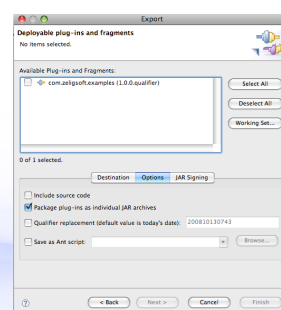 Export
Deployable plug-ins and fragments
No items selected.
Available Plug-ins and Fragments:
com.zeligsoft.examples (1.0.0.qualifier)
Select All
Deselect All
Working Set...
0 of 1 selected.
Destination Options JAR Signing
Include source code
Package plug-ins as individual JAR archives
Qualifier replacement (default value is today's date): 200810130743
Save as Ant script: Browse...
? < Back Next > Cancel Finish